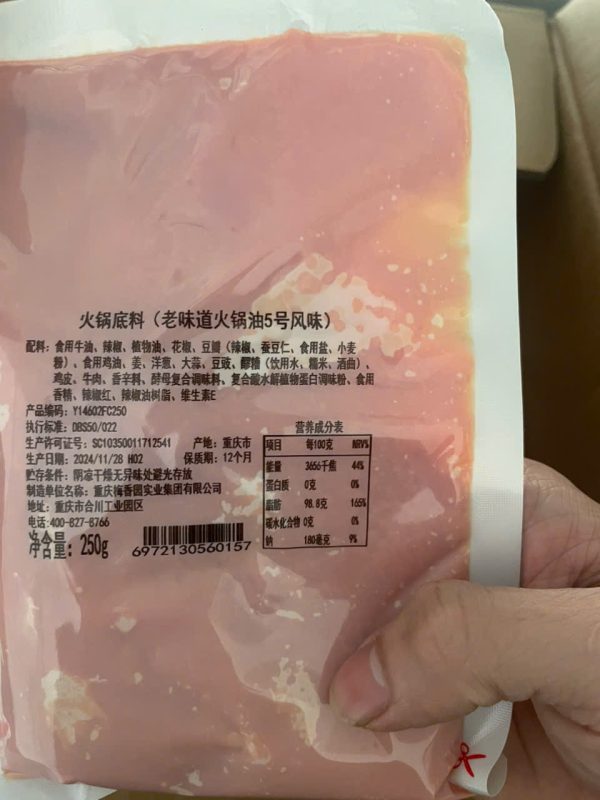 火锅底料（老味道火锅油5号风味）
配料：食用牛油、辣椒、植物油、花椒、豆瓣（辣椒、蚕豆仁、食用盐、小麦
粉）、食用鸡油、姜、洋葱、大蒜、豆豉、醪糟（饮用水、糯米、酒曲）、
鸡皮、牛肉、香辛料、酵母复合调味料、复合酸水解植物蛋白调味粉、食用
香精、辣椒红、辣椒油树脂、维生素E
产品编码：Y14602FC250
执行标准：DBS50/022
生产许可证号：SC10350011712541 产地：重庆市
生产日期：2024/11/28 H02 保质期：12个月
贮存条件：阴凉干燥无异味处避光存放
制造单位名称：重庆梅香园实业集团有限公司
地址：重庆市合川工业园区
电话：400-827-8766
净含量：250g
6972130560157
营养成分表
项目 每100克 NRV%
能量 3656千焦 44%
蛋白质 0克 0%
脂肪 98.8克 165%
碳水化合物 0克 0%
钠 180毫克 9%